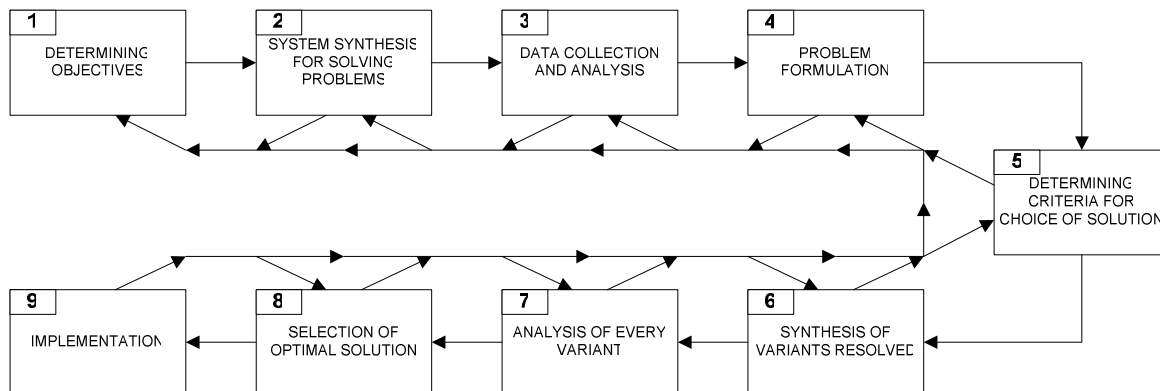 1
DETERMINING
OBJECTIVES
2
SYSTEM SYNTHESIS
FOR SOLVING
PROBLEMS
3
DATA COLLECTION
AND ANALYSIS
4
PROBLEM
FORMULATION
5
DETERMINING
CRITERIA FOR
CHOICE OF SOLUTION
6
SYNTHESIS OF
VARIANTS RESOLVED
7
ANALYSIS OF EVERY
VARIANT
8
SELECTION OF
OPTIMAL SOLUTION
9
IMPLEMENTATION